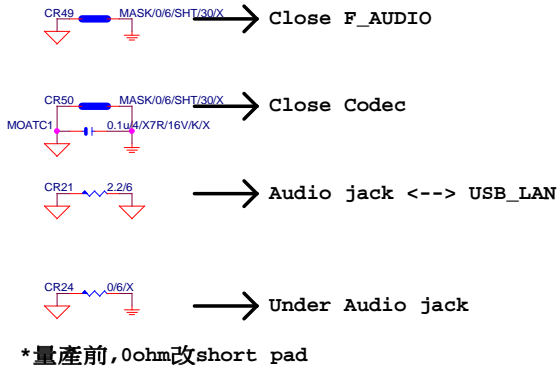 CR49 MASK/0/6/SHT/30/X Close F_AUDIO
CR50 MASK/0/6/SHT/30/X Close Codec
MOATC1 0.1u/4/X7R/16V/K/X
CR21 2.2/6 Audio jack <--> USB_LAN
CR24 0/6/X Under Audio jack
*量產前,0ohm改short pad